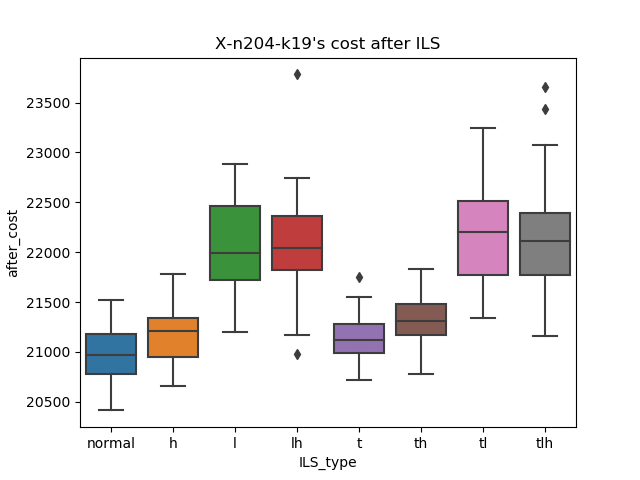 X-n204-k19's cost after ILS
after_cost
23500
23000
22500
22000
21500
21000
20500
normal h l lh t th tl tlh
ILS_type